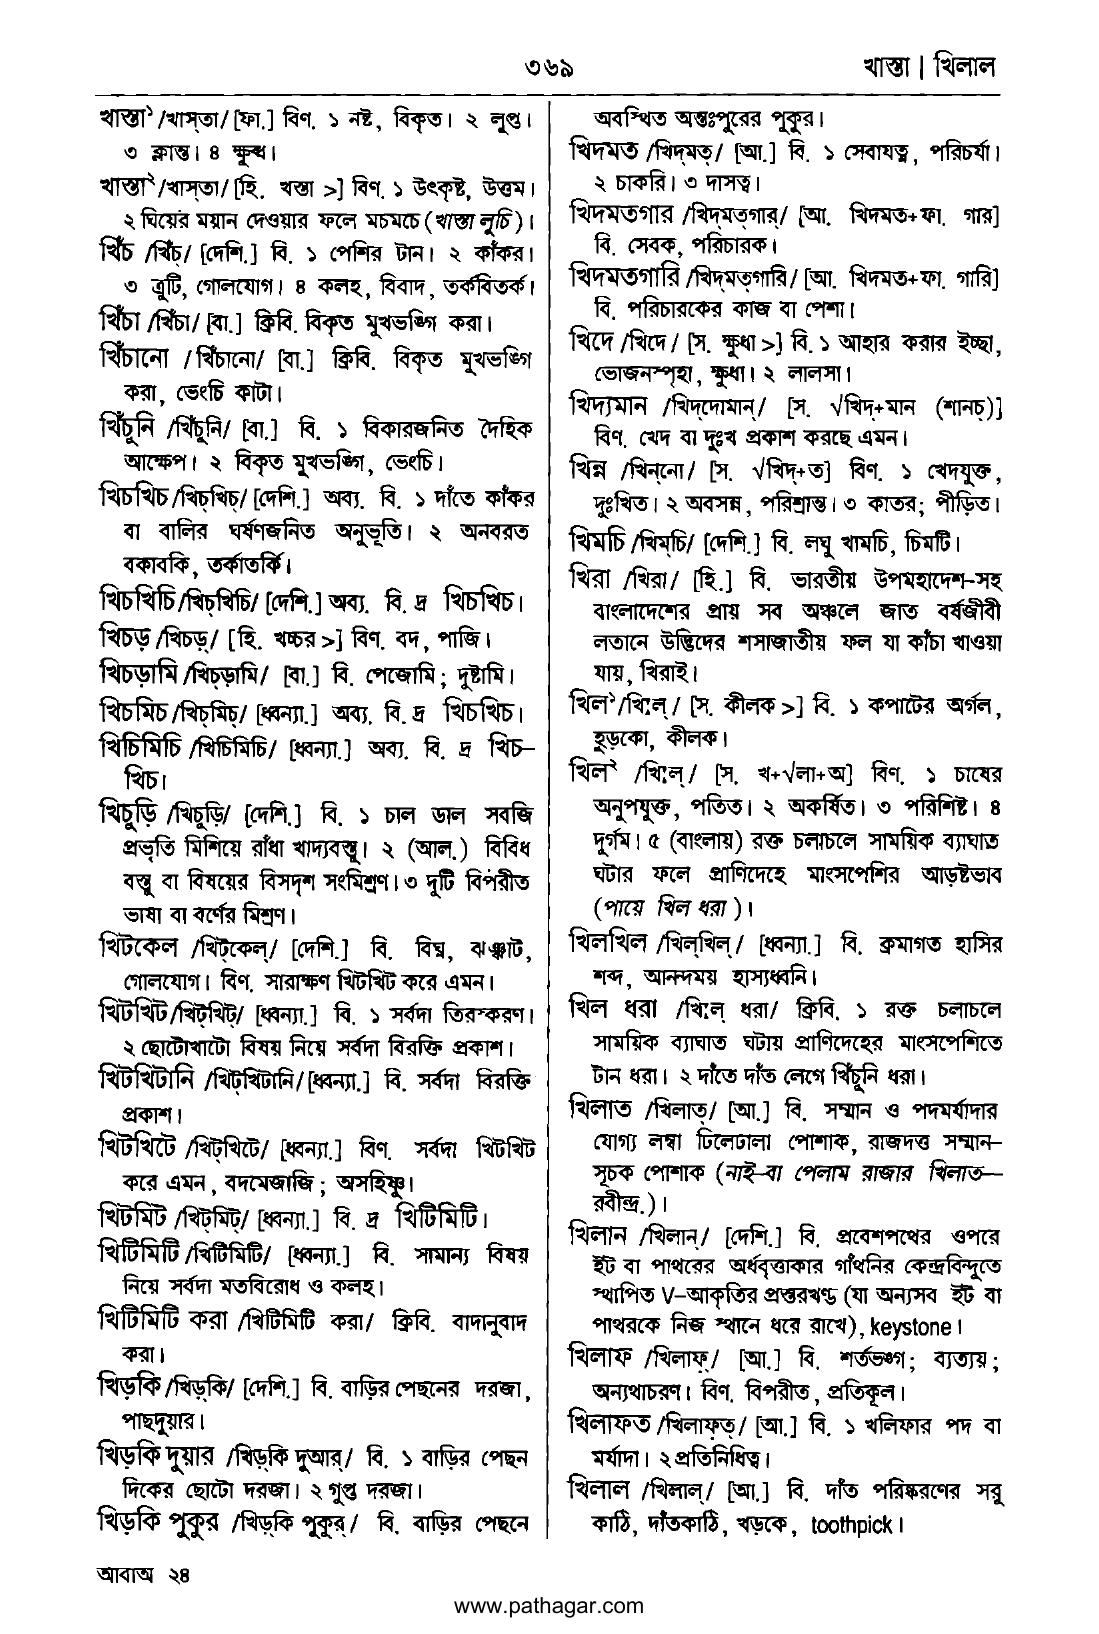 ৩৬৯
খাস্তা | খিলাল
খাস্তা১ /খাস্‌তা/ [ফা.] বিণ. ১ নষ্ট, বিকৃত। ২ লুপ্ত।
৩ ক্লান্ত। ৪ ক্ষুব্ধ।
খাস্তা২ /খাস্‌তা/ [হি. খস্তা >] বিণ. ১ উৎকৃষ্ট, উত্তম।
২ ঘিয়ের ময়ান দেওয়ার ফলে মচমচে (খাস্তা লুচি)।
খিঁচ /খিঁচ্/ [দেশি.] বি. ১ পেশির টান। ২ কাঁকর।
৩ ত্রুটি, গোলযোগ। ৪ কলহ, বিবাদ, তর্কবিতর্ক।
খিঁচা /খিঁচা/ [বা.] ক্রিবি. বিকৃত মুখভঙ্গি করা।
খিঁচানো /খিঁচানো/ [বা.] ক্রিবি. বিকৃত মুখভঙ্গি
করা, ভেংচি কাটা।
খিঁচুনি /খিঁচুনি/ [বা.] বি. ১ বিকারজনিত দৈহিক
আক্ষেপ। ২ বিকৃত মুখভঙ্গি, ভেংচি।
খিচখিচ /খিচ্‌খিচ্/ [দেশি.] অব্য. বি. ১ দাঁতে কাঁকর
বা বালির ঘর্ষণজনিত অনুভূতি। ২ অনবরত
বকাবকি, তর্কাতর্কি।
খিচখিচি /খিচ্‌খিচি/ [দেশি.] অব্য. বি. দ্র খিচখিচ।
খিচড় /খিচড়্/ [হি. খচ্চর >] বিণ. বদ, পাজি।
খিচড়ামি /খিচ্‌ড়ামি/ [বা.] বি. পেজোমি; দুষ্টামি।
খিচমিচ /খিচ্‌মিচ্/ [ধ্বন্যা.] অব্য. বি. দ্র খিচখিচ।
খিচিমিচি /খিচিমিচি/ [ধ্বন্যা.] অব্য. বি. দ্র খিচ–
খিচ।
খিচুড়ি /খিচুড়ি/ [দেশি.] বি. ১ চাল ডাল সবজি
প্রভৃতি মিশিয়ে রাঁধা খাদ্যবস্তু। ২ (আল.) বিবিধ
বস্তু বা বিষয়ের বিসদৃশ সংমিশ্রণ। ৩ দুটি বিপরীত
ভাষা বা বর্ণের মিশ্রণ।
খিটকেল /খিট্‌কেল্/ [দেশি.] বি. বিঘ্ন, ঝঞ্ঝাট,
গোলযোগ। বিণ. সারাক্ষণ খিটখিট করে এমন।
খিটখিট /খিট্‌খিট্/ [ধ্বন্যা.] বি. ১ সর্বদা তিরস্করণ।
২ ছোটোখাটো বিষয় নিয়ে সর্বদা বিরক্তি প্রকাশ।
খিটখিটানি /খিট্‌খিটানি/ [ধ্বন্যা.] বি. সর্বদা বিরক্তি
প্রকাশ।
খিটখিটে /খিট্‌খিটে/ [ধ্বন্যা.] বিণ. সর্বদা খিটখিট
করে এমন, বদমেজাজি; অসহিষ্ণু।
খিটমিট /খিট্‌মিট্/ [ধ্বন্যা.] বি. দ্র খিটিমিটি।
খিটিমিটি /খিটিমিটি/ [ধ্বন্যা.] বি. সামান্য বিষয়
নিয়ে সর্বদা মতবিরোধ ও কলহ।
খিটিমিটি করা /খিটিমিটি করা/ ক্রিবি. বাদানুবাদ
করা।
খিড়কি /খিড়্‌কি/ [দেশি.] বি. বাড়ির পেছনের দরজা,
পাছদুয়ার।
খিড়কি দুয়ার /খিড়্‌কি দুআর্/ বি. ১ বাড়ির পেছন
দিকের ছোটো দরজা। ২ গুপ্ত দরজা।
খিড়কি পুকুর /খিড়্‌কি পুকুর্/ বি. বাড়ির পেছনে
অবস্থিত অন্তঃপুরের পুকুর।
খিদমত /খিদ্‌মত্/ [আ.] বি. ১ সেবাযত্ন, পরিচর্যা।
২ চাকরি। ৩ দাসত্ব।
খিদমতগার /খিদ্‌মত্‌গার্/ [আ. খিদমত+ফা. গার]
বি. সেবক, পরিচারক।
খিদমতগারি /খিদ্‌মত্‌গারি/ [আ. খিদমত+ফা. গারি]
বি. পরিচারকের কাজ বা পেশা।
খিদে /খিদে/ [স. ক্ষুধা >] বি. ১ আহার করার ইচ্ছা,
ভোজনস্পৃহা, ক্ষুধা। ২ লালসা।
খিদ্যমান /খিদ্‌দোমান্/ [স. √খিদ্+মান (শানচ্)]
বিণ. খেদ বা দুঃখ প্রকাশ করছে এমন।
খিন্ন /খিন্‌নো/ [স. √খিদ্+ত] বিণ. ১ খেদযুক্ত,
দুঃখিত। ২ অবসন্ন, পরিশ্রান্ত। ৩ কাতর; পীড়িত।
খিমচি /খিম্‌চি/ [দেশি.] বি. লঘু খামচি, চিমটি।
খিরা /খিরা/ [হি.] বি. ভারতীয় উপমহাদেশ–সহ
বাংলাদেশের প্রায় সব অঞ্চলে জাত বর্ষজীবী
লতানে উদ্ভিদের শসাজাতীয় ফল যা কাঁচা খাওয়া
যায়, খিরাই।
খিল১ /খিল্/ [স. কীলক >] বি. ১ কপাটের অর্গল,
হুড়কো, কীলক।
খিল২ /খিল্/ [স. খ+√লা+অ] বিণ. ১ চাষের
অনুপযুক্ত, পতিত। ২ অকর্ষিত। ৩ পরিশিষ্ট। ৪
দুর্গম। ৫ (বাংলায়) রক্ত চলাচলে সাময়িক ব্যাঘাত
ঘটার ফলে প্রাণিদেহে মাংসপেশির আড়ষ্টভাব
(পায়ে খিল ধরা)।
খিলখিল /খিল্‌খিল্/ [ধ্বন্যা.] বি. ক্রমাগত হাসির
শব্দ, আনন্দময় হাস্যধ্বনি।
খিল ধরা /খিল্ ধরা/ ক্রিবি. ১ রক্ত চলাচলে
সাময়িক ব্যাঘাত ঘটায় প্রাণিদেহের মাংসপেশিতে
টান ধরা। ২ দাঁতে দাঁত লেগে খিঁচুনি ধরা।
খিলাত /খিলাত্/ [আ.] বি. সম্মান ও পদমর্যাদার
যোগ্য লম্বা ঢিলেঢালা পোশাক, রাজদত্ত সম্মান–
সূচক পোশাক (নাই–বা পেলাম রাজার খিলাত—
রবীন্দ্র.)।
খিলান /খিলান্/ [দেশি.] বি. প্রবেশপথের ওপরে
ইট বা পাথরের অর্ধবৃত্তাকার গাঁথনির কেন্দ্রবিন্দুতে
স্থাপিত V–আকৃতির প্রস্তরখণ্ড (যা অন্যসব ইট বা
পাথরকে নিজ স্থানে ধরে রাখে), keystone।
খিলাফ /খিলাফ্/ [আ.] বি. শর্তভঙ্গ; ব্যত্যয়;
অন্যথাচরণ। বিণ. বিপরীত, প্রতিকূল।
খিলাফত /খিলাফ্‌ত্/ [আ.] বি. ১ খলিফার পদ বা
মর্যাদা। ২ প্রতিনিধিত্ব।
খিলাল /খিলাল্/ [আ.] বি. দাঁত পরিষ্করণের সরু
কাঠি, দাঁতকাঠি, খড়কে, toothpick।
আবাঅ ২৪
www.pathagar.com